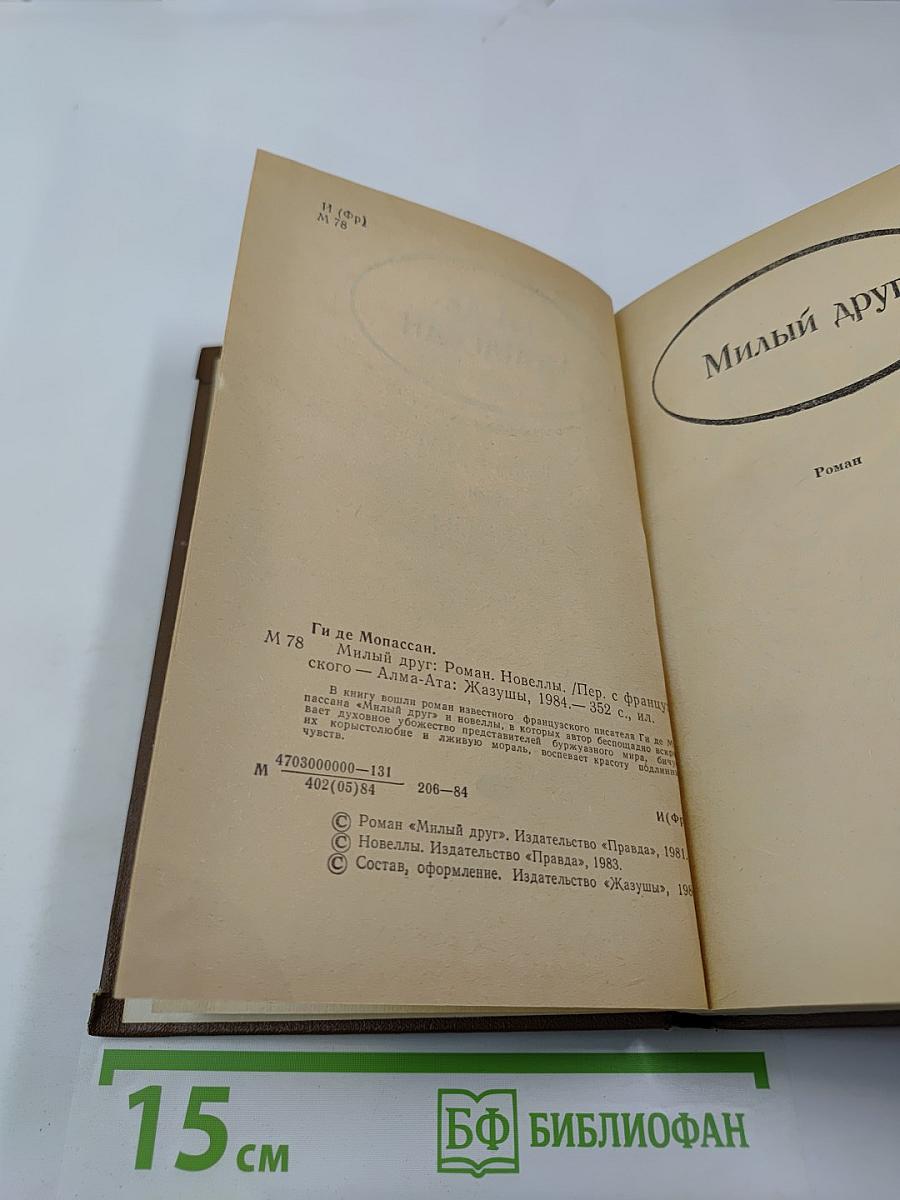 И (Фр)
М 78
Ги де Мопассан.
М 78 Милый друг: Роман. Новеллы. /Пер. с францу
ского — Алма-Ата: Жазушы, 1984.— 352 с., ил.
В книгу вошли роман известного французского писателя Ги де М
пассана «Милый друг» и новеллы, в которых автор беспощадно вскр
вает духовное убожество представителей буржуазного мира, бичу
их корыстолюбие и лживую мораль, воспевает красоту подлинн
чувств.
М 4703000000—131
402(05)84 206—84
И(Фр
© Роман «Милый друг». Издательство «Правда», 1981.
© Новеллы. Издательство «Правда», 1983.
© Состав, оформление. Издательство «Жазушы», 198
Милый друг
Роман
15 см
БФ БИБЛИОФАН